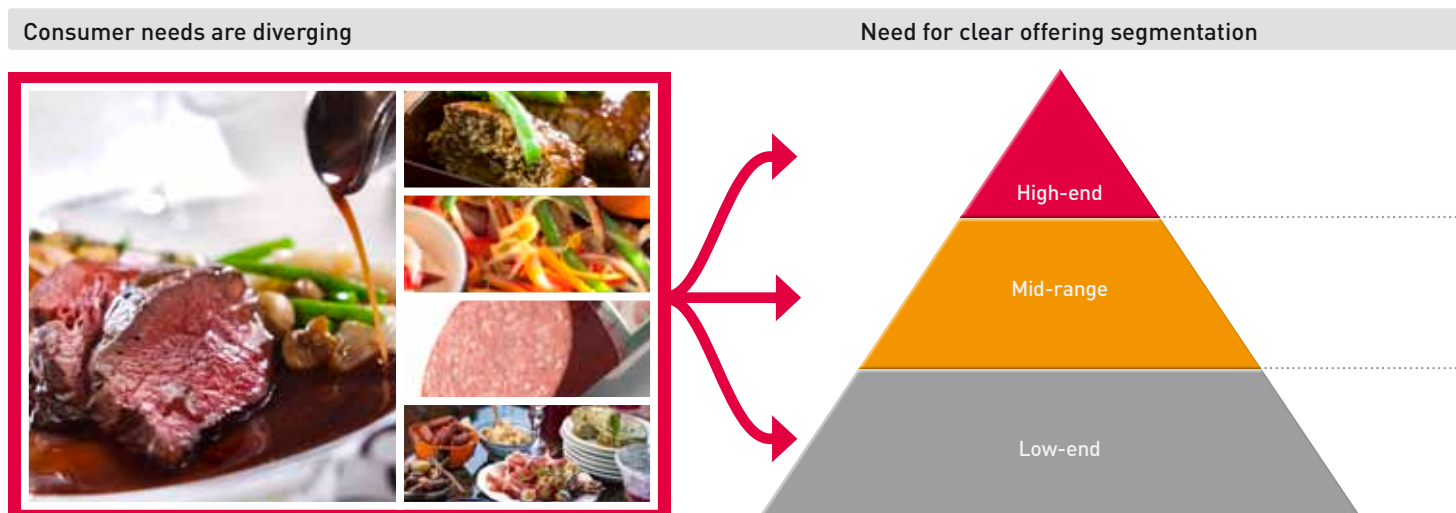 Consumer needs are diverging
Need for clear offering segmentation
High-end
Mid-range
Low-end